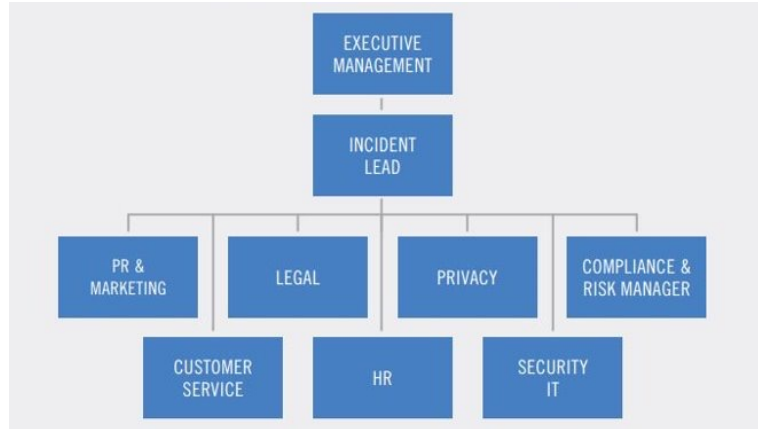 EXECUTIVE
MANAGEMENT
INCIDENT
LEAD
PR &
MARKETING
LEGAL
PRIVACY
COMPLIANCE &
RISK MANAGER
CUSTOMER
SERVICE
HR
SECURITY
IT